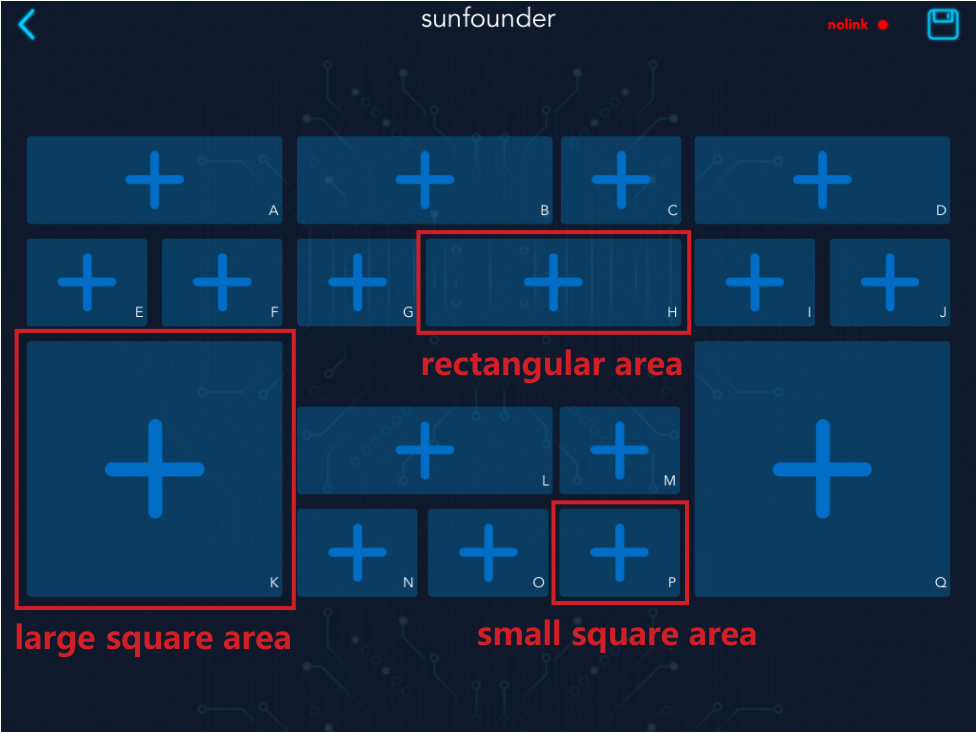 sunfounder
nolink
A
B
C
D
E
F
G
H
I
J
rectangular area
K
L
M
N
O
P
Q
large square area
small square area